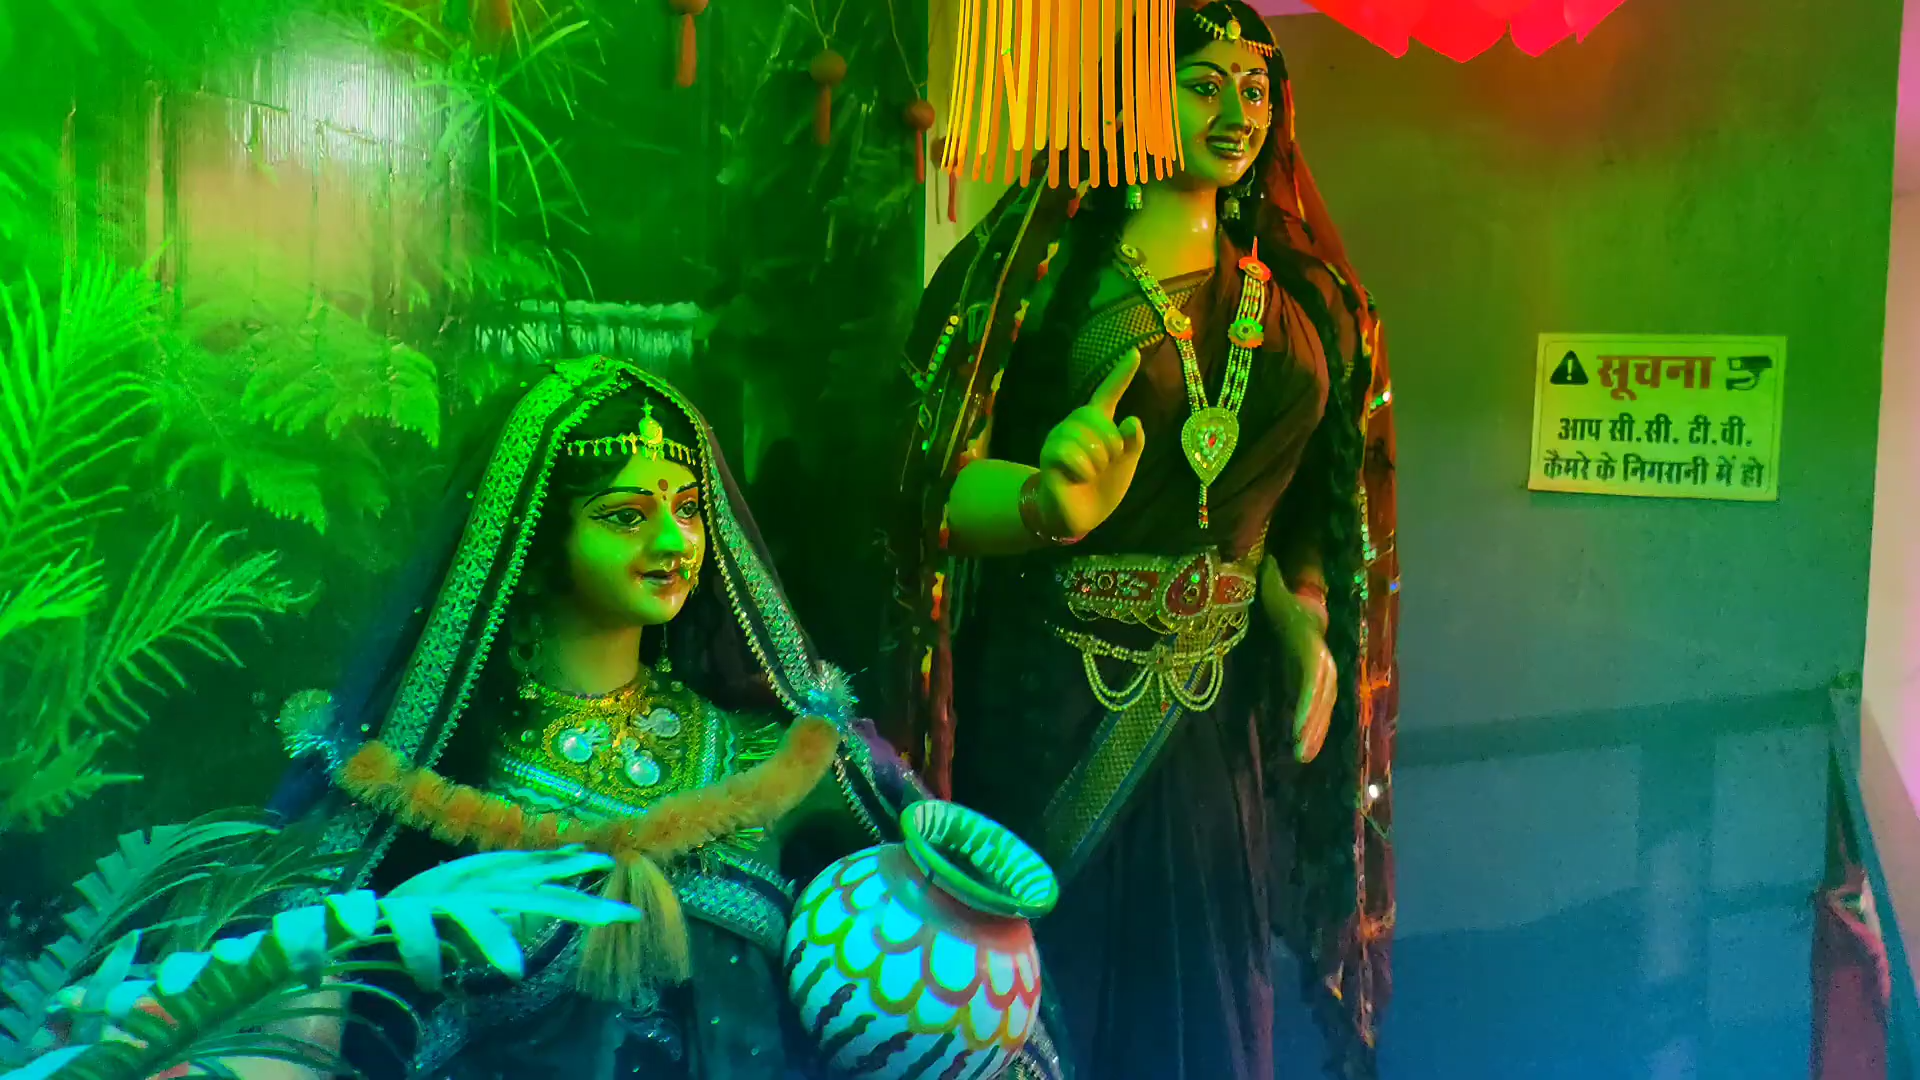 सूचना
आप सी.सी. टी.वी.
कैमरे के निगरानी में हो